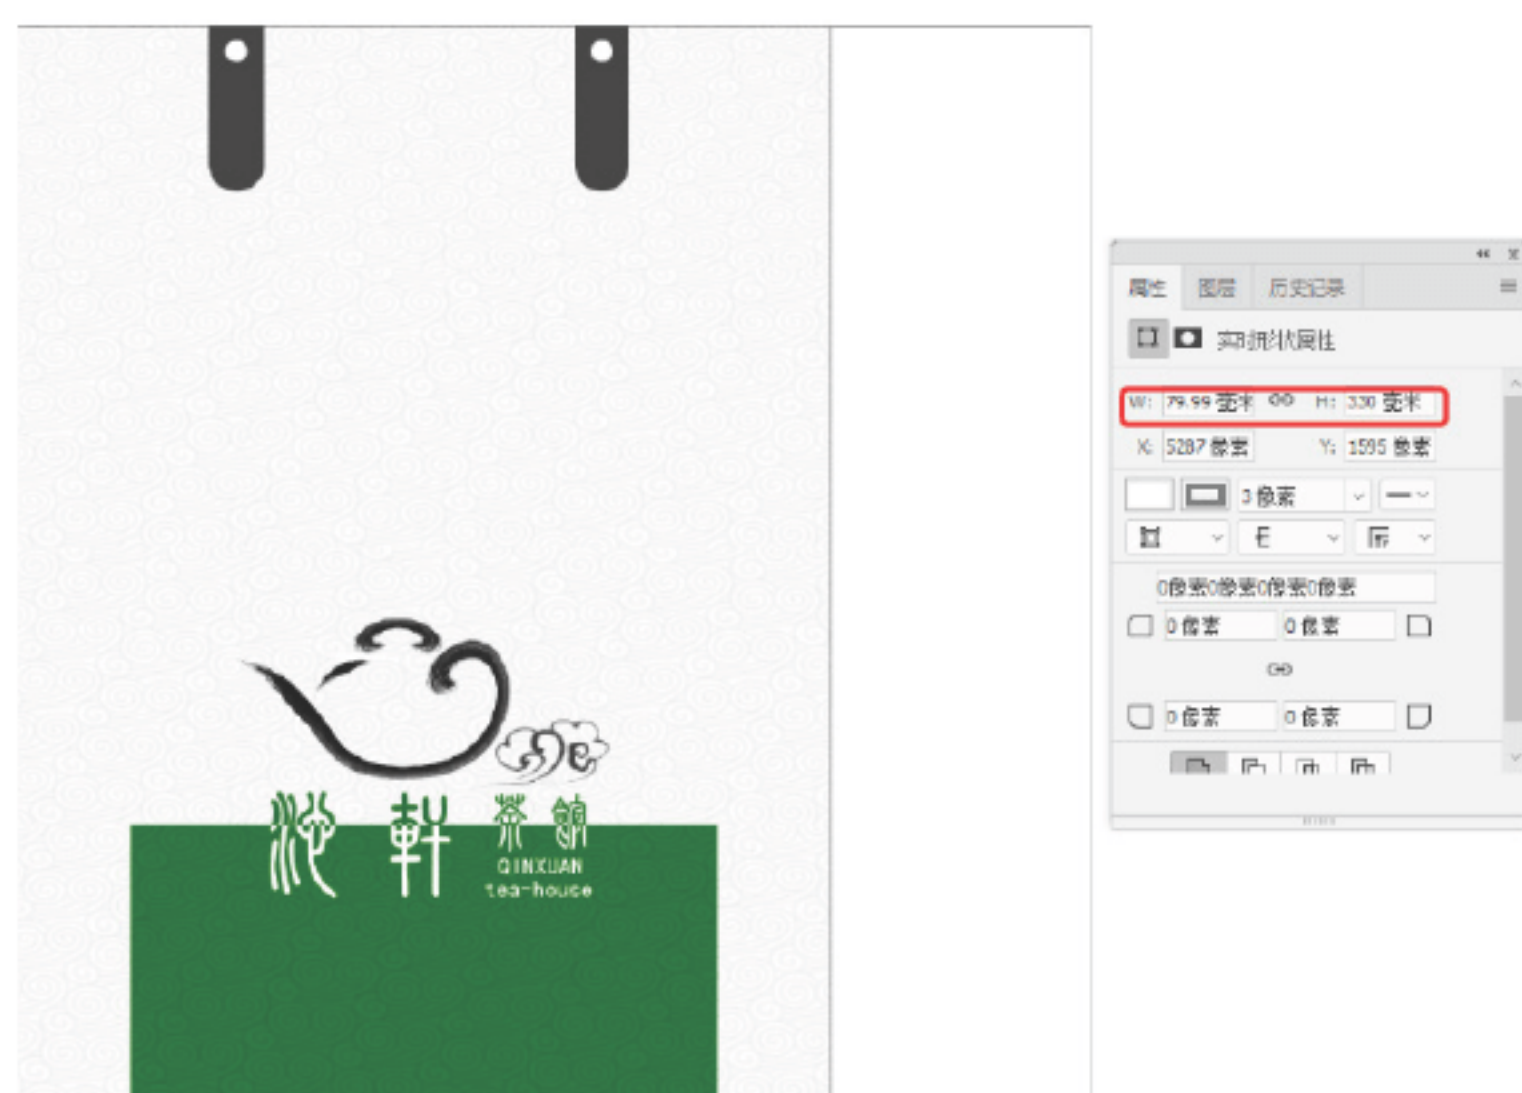 沁軒 茶館
QINXUAN
tea-house
属性 图层 历史记录
实时形状属性
W: 79.99 毫米 H: 330 毫米
X: 5287 像素 Y: 1595 像素
3 像素
0像素0像素0像素0像素
0 像素 0 像素
0 像素 0 像素